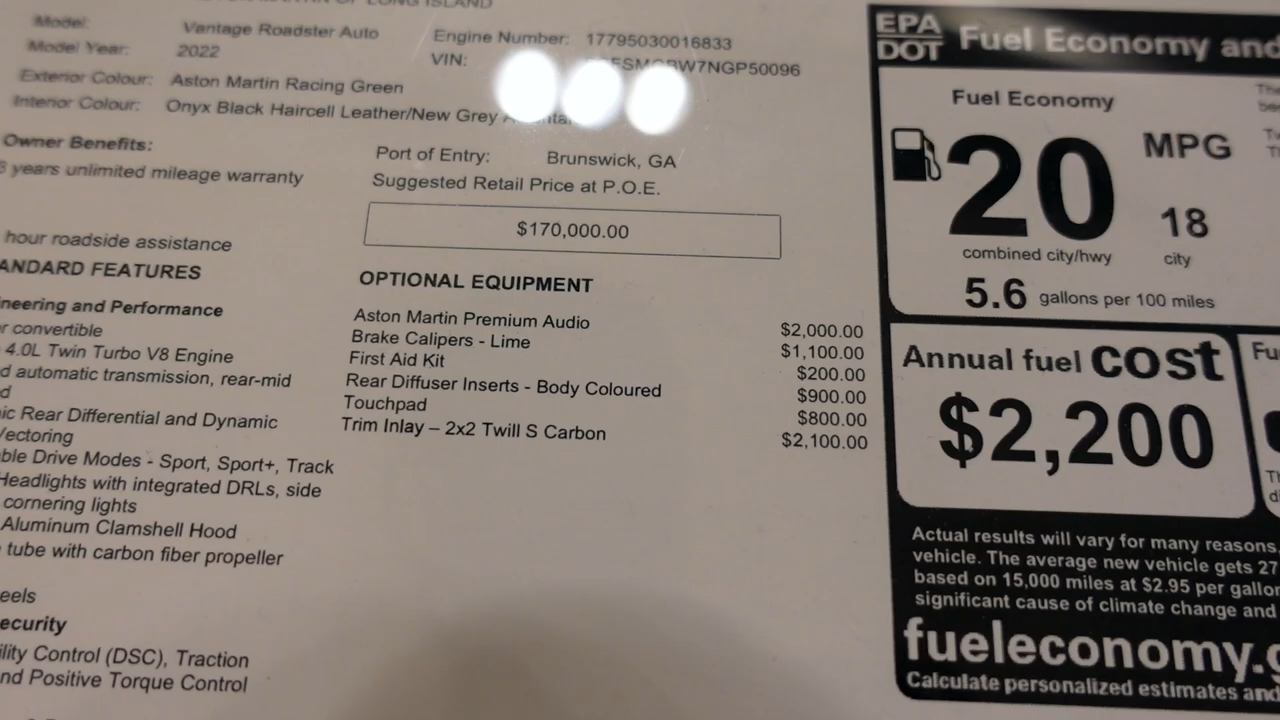 OF LONG ISLAND
Model: Vantage Roadster Auto
Model Year: 2022
Exterior Colour: Aston Martin Racing Green
Interior Colour: Onyx Black Haircell Leather/New Grey
Engine Number: 17795030016833
VIN: W7NGP50096
Owner Benefits:
years unlimited mileage warranty
hour roadside assistance
ANDARD FEATURES
neering and Performance
r convertible
4.0L Twin Turbo V8 Engine
d automatic transmission, rear-mid
d
ic Rear Differential and Dynamic
Vectoring
ble Drive Modes - Sport, Sport+, Track
Headlights with integrated DRLs, side
cornering lights
Aluminum Clamshell Hood
tube with carbon fiber propeller
eels
ecurity
ility Control (DSC), Traction
nd Positive Torque Control
Port of Entry: Brunswick, GA
Suggested Retail Price at P.O.E.
$170,000.00
OPTIONAL EQUIPMENT
Aston Martin Premium Audio $2,000.00
Brake Calipers - Lime $1,100.00
First Aid Kit $200.00
Rear Diffuser Inserts - Body Coloured $900.00
Touchpad $800.00
Trim Inlay – 2x2 Twill S Carbon $2,100.00
EPA
DOT
Fuel Economy and
Fuel Economy
20 MPG
18
combined city/hwy city
5.6 gallons per 100 miles
Annual fuel cost
$2,200
Fu
Actual results will vary for many reasons,
vehicle. The average new vehicle gets 27
based on 15,000 miles at $2.95 per gallo
significant cause of climate change and
fueleconomy.g
Calculate personalized estimates and